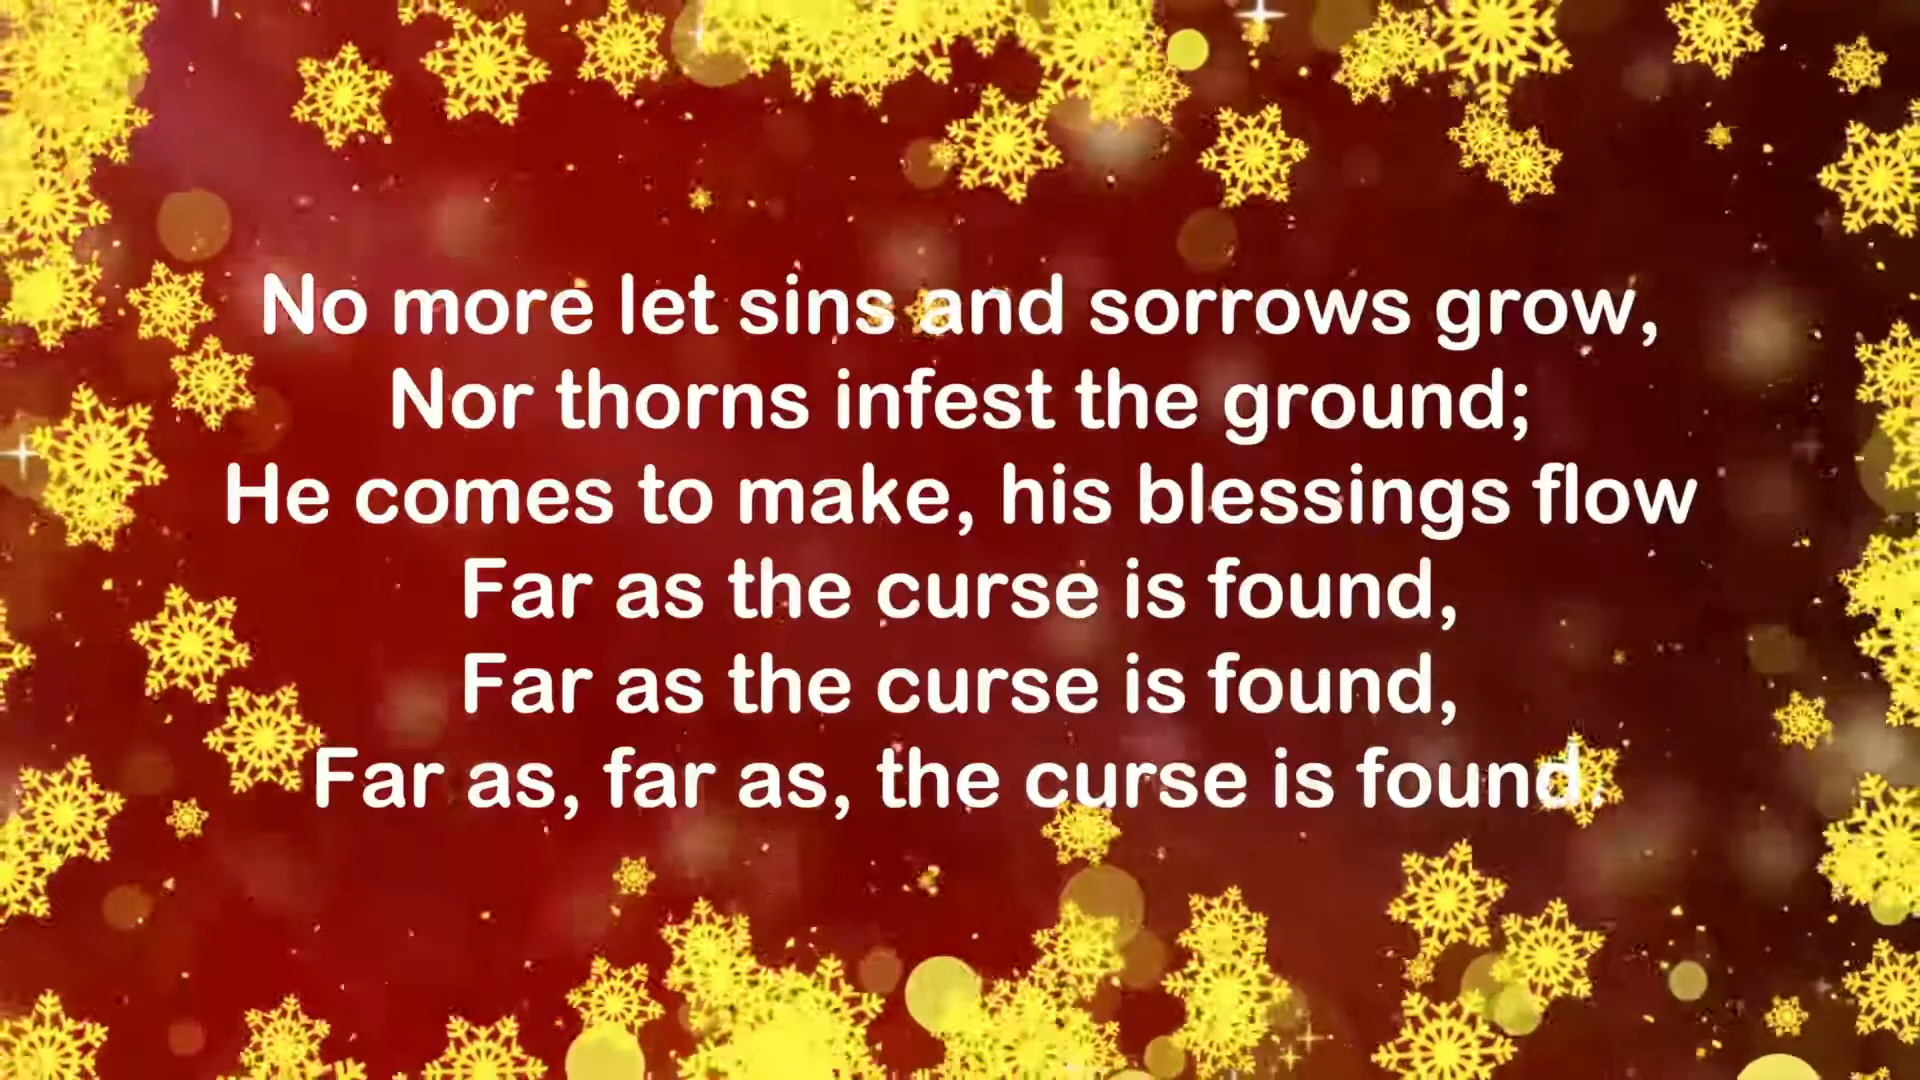 No more let sins and sorrows grow,
Nor thorns infest the ground;
He comes to make, his blessings flow
Far as the curse is found,
Far as the curse is found,
Far as, far as, the curse is found.